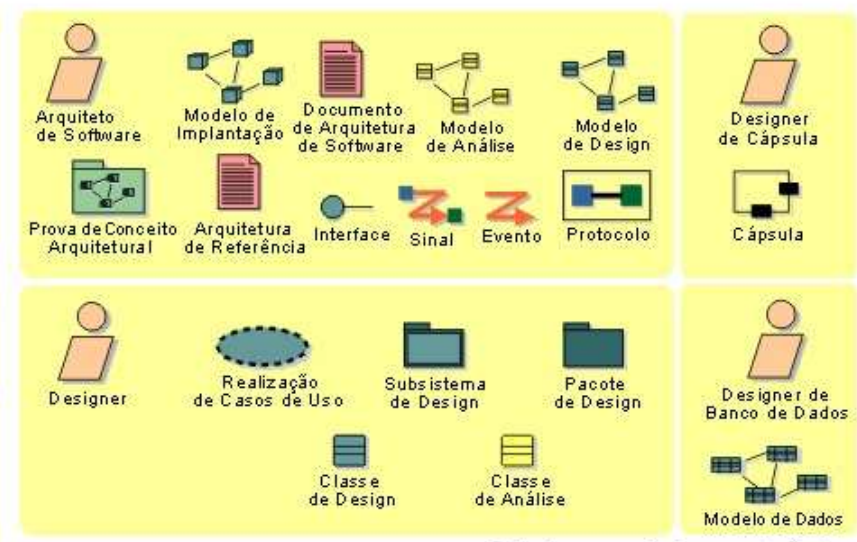 Arquiteto
de Software
Modelo de
Implantação
Documento
de Arquitetura
de Software
Modelo
de Análise
Modelo
de Design
Designer
de Cápsula
Prova de Conceito
Arquitetural
Arquitetura
de Referência
Interface
Sinal
Evento
Protocolo
Cápsula
Designer
Realização
de Casos de Uso
Subsistema
de Design
Pacote
de Design
Designer de
Banco de Dados
Classe
de Design
Classe
de Análise
Modelo de Dados